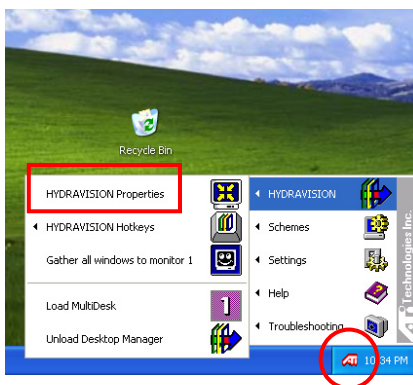 Recycle Bin
HYDRAVISION Properties
HYDRAVISION Hotkeys
Gather all windows to monitor 1
Load MultiDesk
1
Unload Desktop Manager
HYDRAVISION
Schemes
Settings
Help
Troubleshooting
Technologies Inc.
ATI
10:34 PM